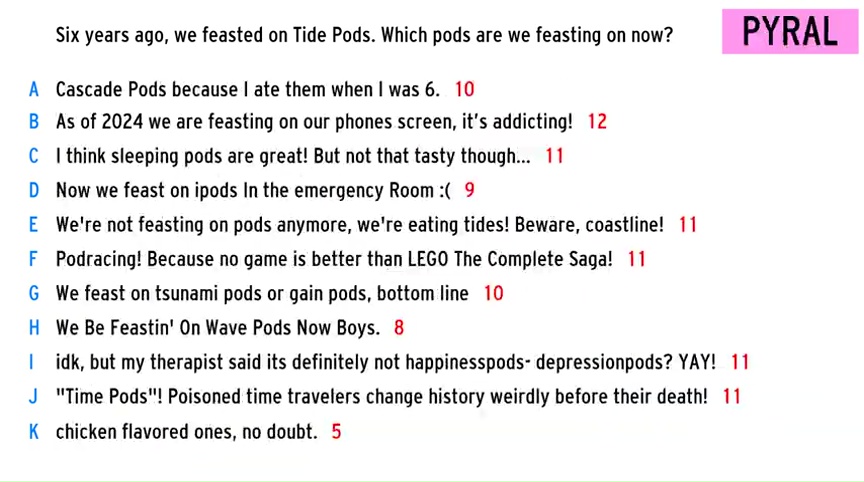 Six years ago, we feasted on Tide Pods. Which pods are we feasting on now?
PYRAL
A Cascade Pods because I ate them when I was 6. 10
B As of 2024 we are feasting on our phones screen, it's addicting! 12
C I think sleeping pods are great! But not that tasty though... 11
D Now we feast on ipods In the emergency Room :( 9
E We're not feasting on pods anymore, we're eating tides! Beware, coastline! 11
F Podracing! Because no game is better than LEGO The Complete Saga! 11
G We feast on tsunami pods or gain pods, bottom line 10
H We Be Feastin' On Wave Pods Now Boys. 8
I idk, but my therapist said its definitely not happinesspods- depressionpods? YAY! 11
J "Time Pods"! Poisoned time travelers change history weirdly before their death! 11
K chicken flavored ones, no doubt. 5